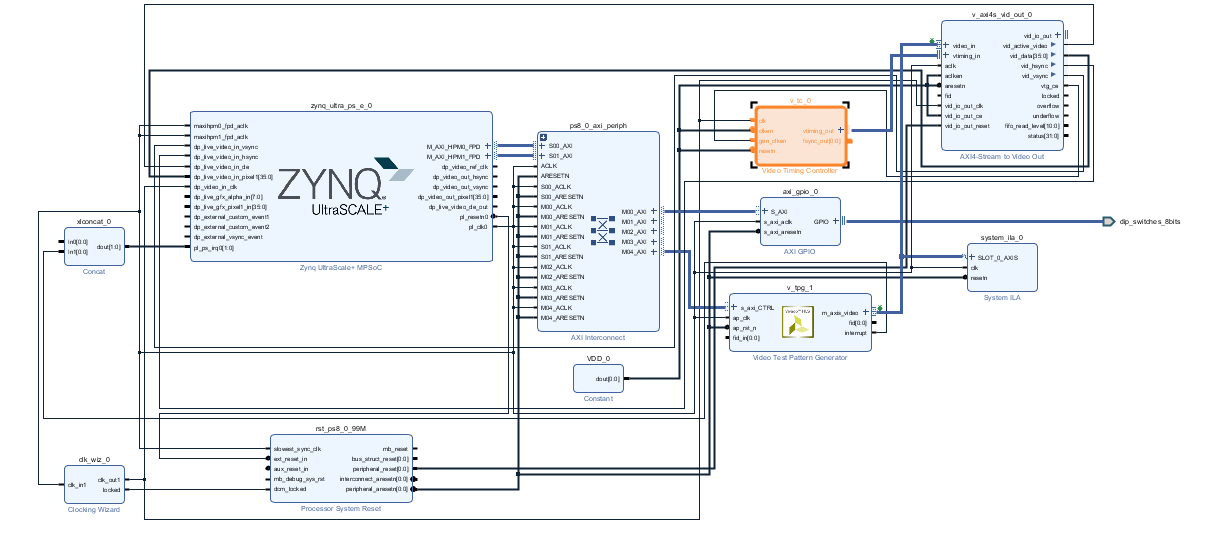 v_axi4s_vid_out_0
video_in
vtiming_in
aclk
aclken
aresetn
fid
vid_io_out_clk
vid_io_out_ce
vid_io_out_reset
vid_io_out
vid_active_video
vid_data[35:0]
vid_hsync
vid_vsync
vtg_ce
locked
overflow
underflow
fifo_read_level[10:0]
status[31:0]
AXI4-Stream to Video Out
zynq_ultra_ps_e_0
maxihpm0_fpd_aclk
maxihpm1_fpd_aclk
dp_live_video_in_vsync
dp_live_video_in_hsync
dp_live_video_in_de
dp_live_video_in_pixel1[35:0]
dp_video_in_clk
dp_live_gfx_alpha_in[7:0]
dp_live_gfx_pixel1_in[35:0]
dp_external_custom_event1
dp_external_custom_event2
dp_external_vsync_event
pl_ps_irq0[1:0]
ZYNQ
UltraSCALE+
M_AXI_HPM0_FPD
M_AXI_HPM1_FPD
dp_video_ref_clk
dp_video_out_hsync
dp_video_out_vsync
dp_video_out_pixel1[35:0]
dp_live_video_de_out
pl_resetn0
pl_clk0
Zynq UltraScale+ MPSoC
ps8_0_axi_periph
S00_AXI
S01_AXI
ACLK
ARESETN
S00_ACLK
S00_ARESETN
M00_ACLK
M00_ARESETN
M01_ACLK
M01_ARESETN
S01_ACLK
S01_ARESETN
M02_ACLK
M02_ARESETN
M03_ACLK
M03_ARESETN
M04_ACLK
M04_ARESETN
M00_AXI
M01_AXI
M02_AXI
M03_AXI
M04_AXI
AXI Interconnect
v_tc_0
clk
clken
gen_clken
resetn
vtiming_out
fsync_out[0:0]
Video Timing Controller
axi_gpio_0
S_AXI
s_axi_aclk
s_axi_aresetn
GPIO
AXI GPIO
dip_switches_8bits
system_ila_0
SLOT_0_AXIS
clk
resetn
System ILA
v_tpg_1
s_axi_CTRL
ap_clk
ap_rst_n
fid_in[0:0]
m_axis_video
fid[0:0]
interrupt
Video Test Pattern Generator
xlconcat_0
In0[0:0]
In1[0:0]
dout[1:0]
Concat
VDD_0
dout[0:0]
Constant
rst_ps8_0_99M
slowest_sync_clk
ext_reset_in
aux_reset_in
mb_debug_sys_rst
dcm_locked
mb_reset
bus_struct_reset[0:0]
peripheral_reset[0:0]
interconnect_aresetn[0:0]
peripheral_aresetn[0:0]
Processor System Reset
clk_wiz_0
clk_in1
clk_out1
locked
Clocking Wizard